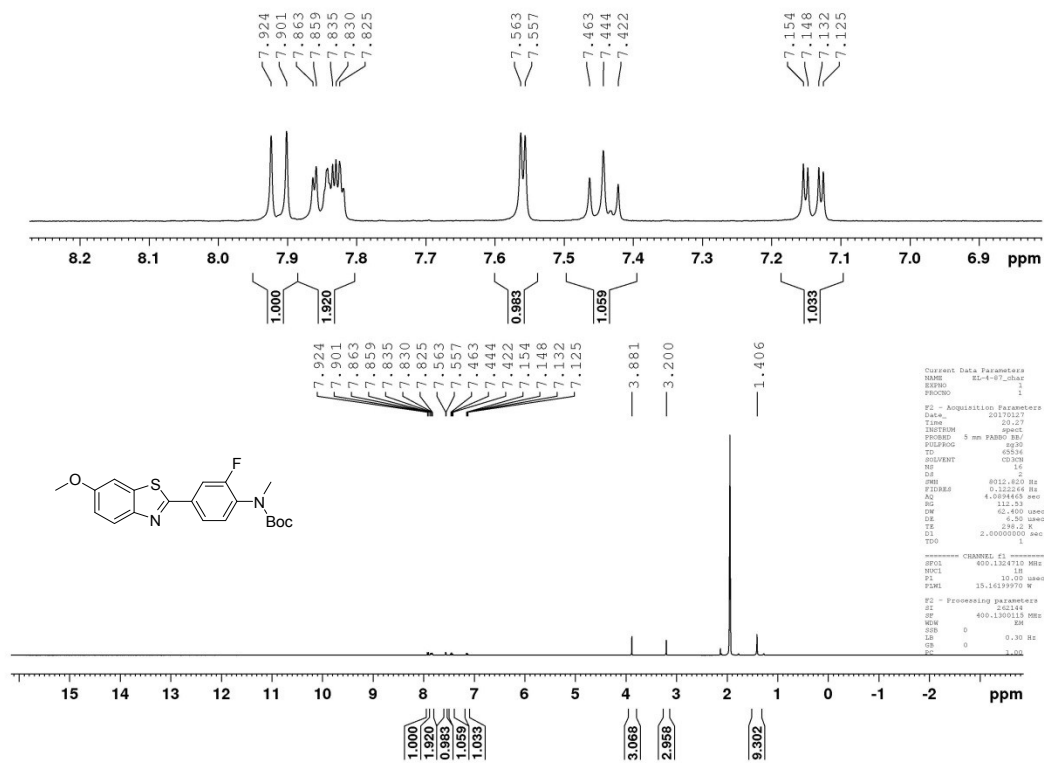 7.924
7.901
7.863
7.859
7.835
7.830
7.825
7.563
7.557
7.463
7.444
7.422
7.154
7.148
7.132
7.125
8.2 8.1 8.0 7.9 7.8 7.7 7.6 7.5 7.4 7.3 7.2 7.1 7.0 6.9 ppm
1.000
1.920
0.983
1.059
1.033
7.924
7.901
7.863
7.859
7.835
7.830
7.825
7.563
7.557
7.463
7.444
7.422
7.154
7.148
7.132
7.125
3.881
3.200
1.406
Current Data Parameters
NAME EL-4-87_char
EXPNO 1
PROCNO 1
F2 - Acquisition Parameters
Date_ 20170127
Time 20.27
INSTRUM spect
PROBHD 5 mm PABBO BB/
PULPROG zg30
TD 65536
SOLVENT CD3CN
NS 16
DS 2
SWH 8012.820 Hz
FIDRES 0.122266 Hz
AQ 4.0894465 sec
RG 112.53
DW 62.400 usec
DE 6.50 usec
TE 298.2 K
D1 2.00000000 sec
TD0 1
======== CHANNEL f1 ========
SFO1 400.1324710 MHz
NUC1 1H
P1 10.00 usec
PLW1 15.16199970 W
F2 - Processing parameters
SI 262144
SF 400.1300115 MHz
WDW EM
SSB 0
LB 0.30 Hz
GB 0
PC 1.00
O
S
N
F
N
Boc
15 14 13 12 11 10 9 8 7 6 5 4 3 2 1 0 -1 -2 ppm
1.000
1.920
0.983
1.059
1.033
3.068
2.958
9.302